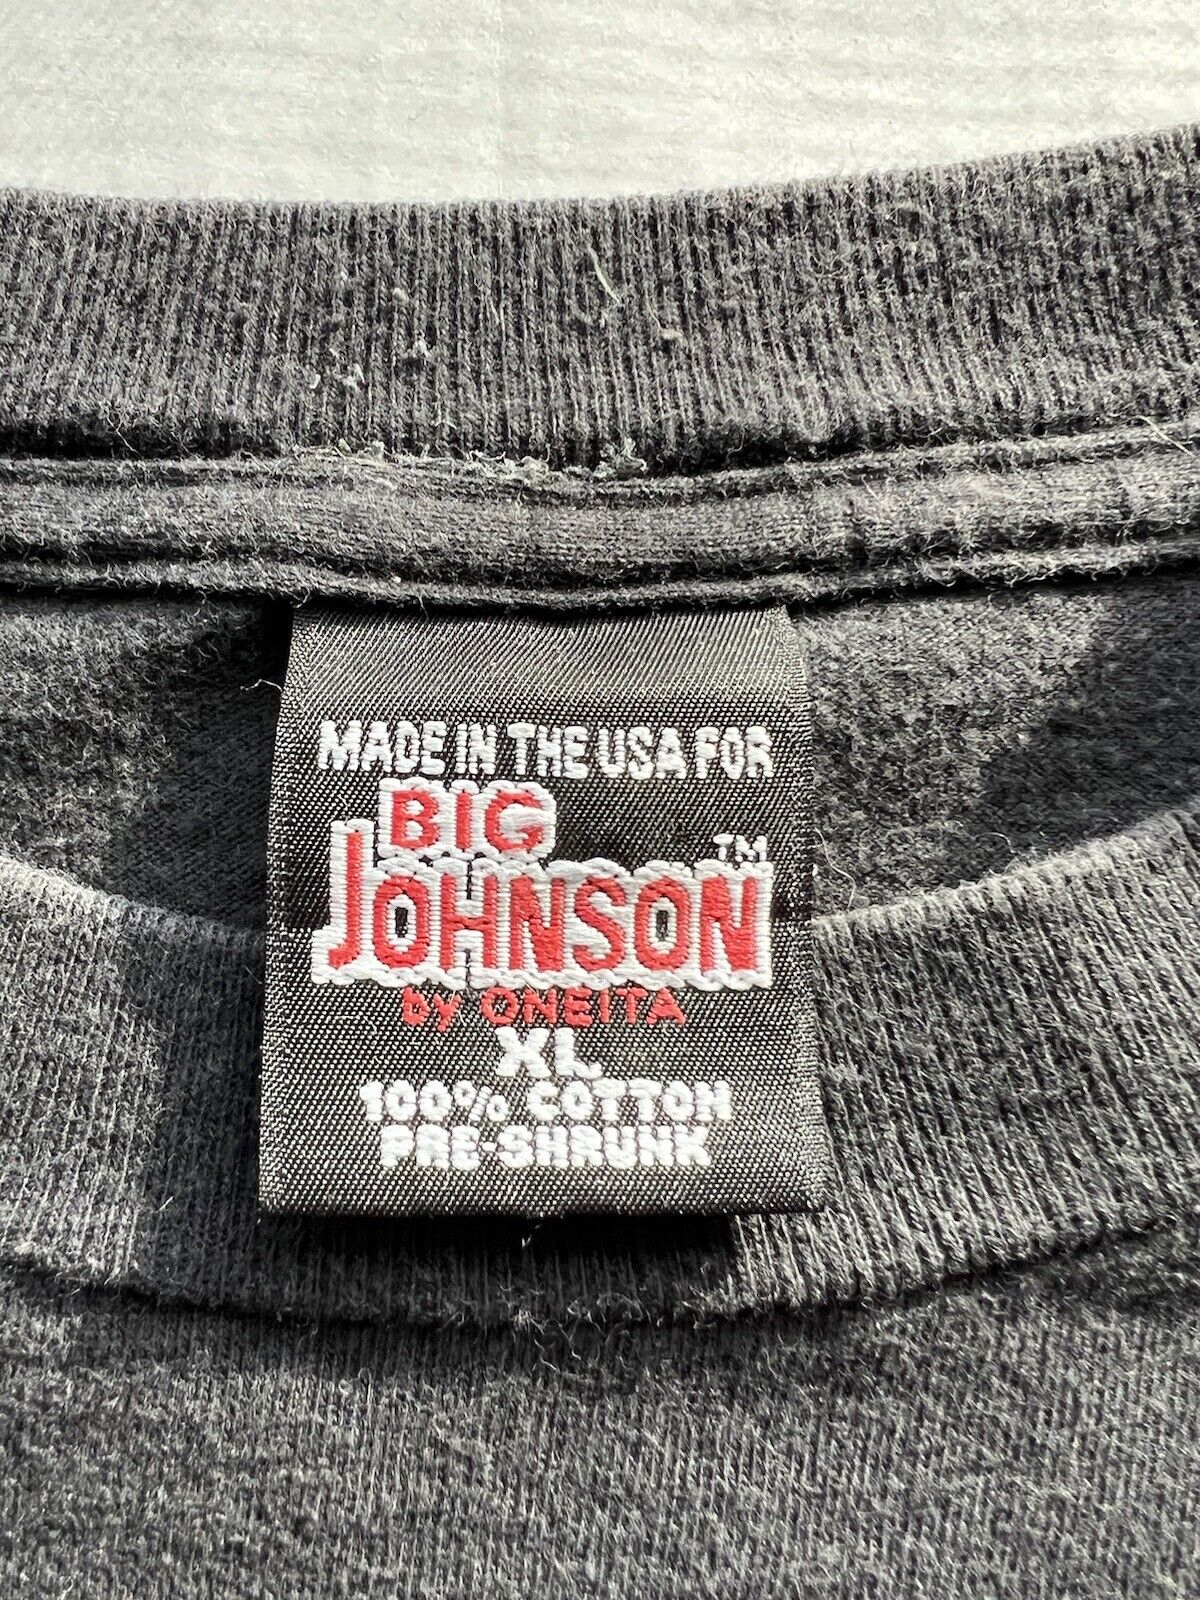 MADE IN THE USA FOR
BIG
JOHNSON™
by ONEITA
XL
100% COTTON
PRE-SHRUNK